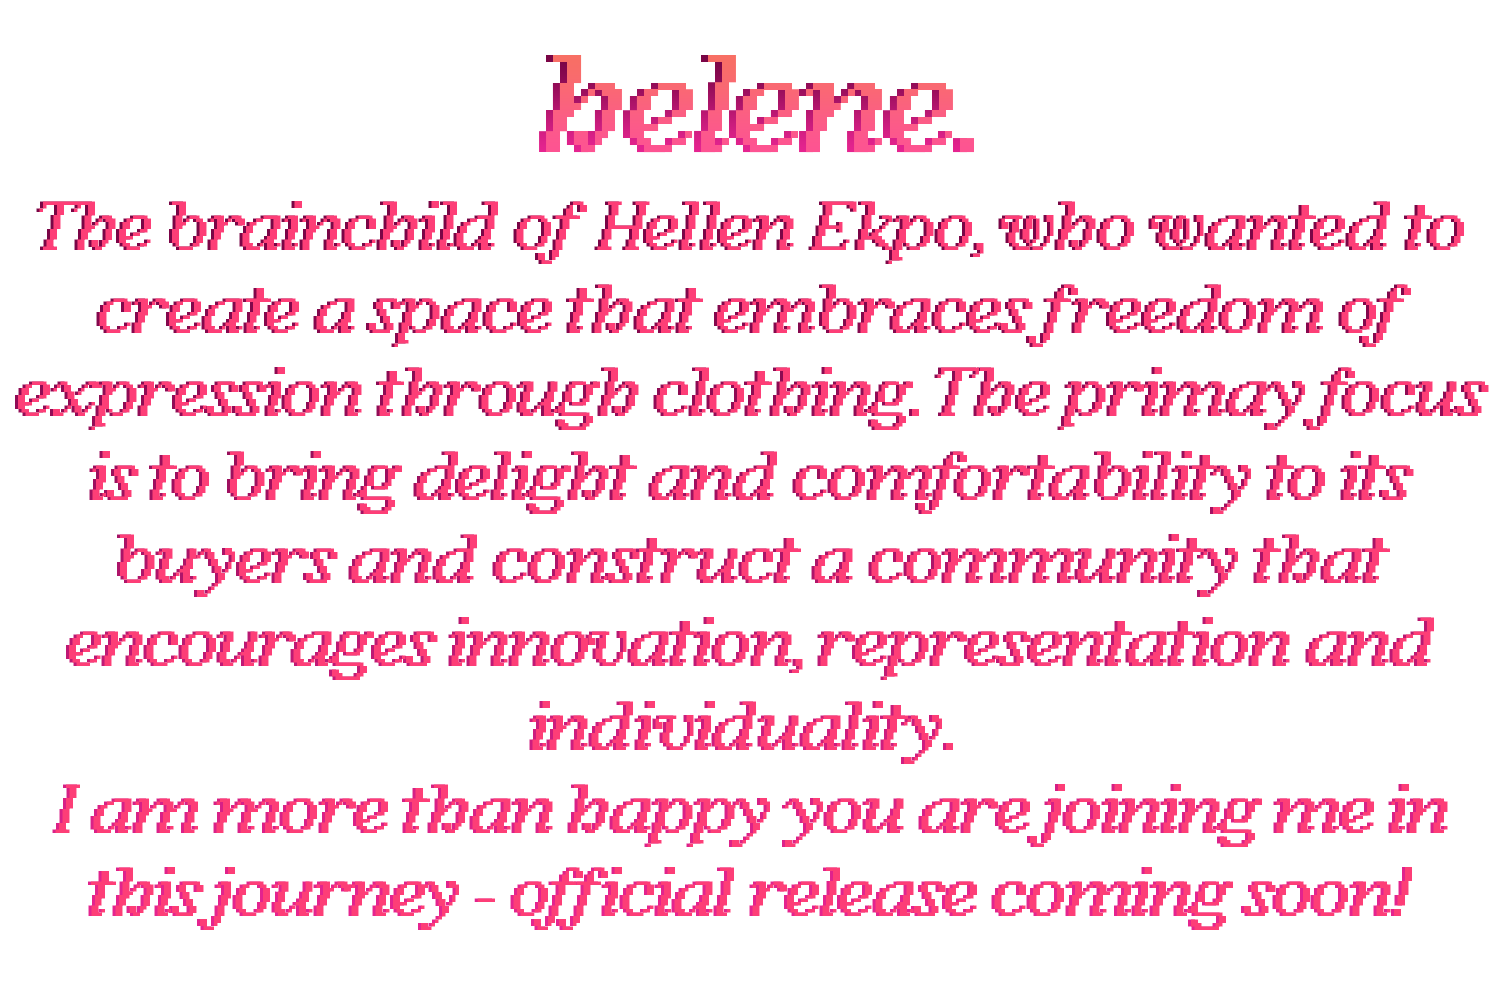 helene.
The brainchild of Hellen Ekpo, who wanted to
create a space that embraces freedom of
expression through clothing. The primay focus
is to bring delight and comfortability to its
buyers and construct a community that
encourages innovation, representation and
individuality.
I am more than happy you are joining me in
this journey - official release coming soon!